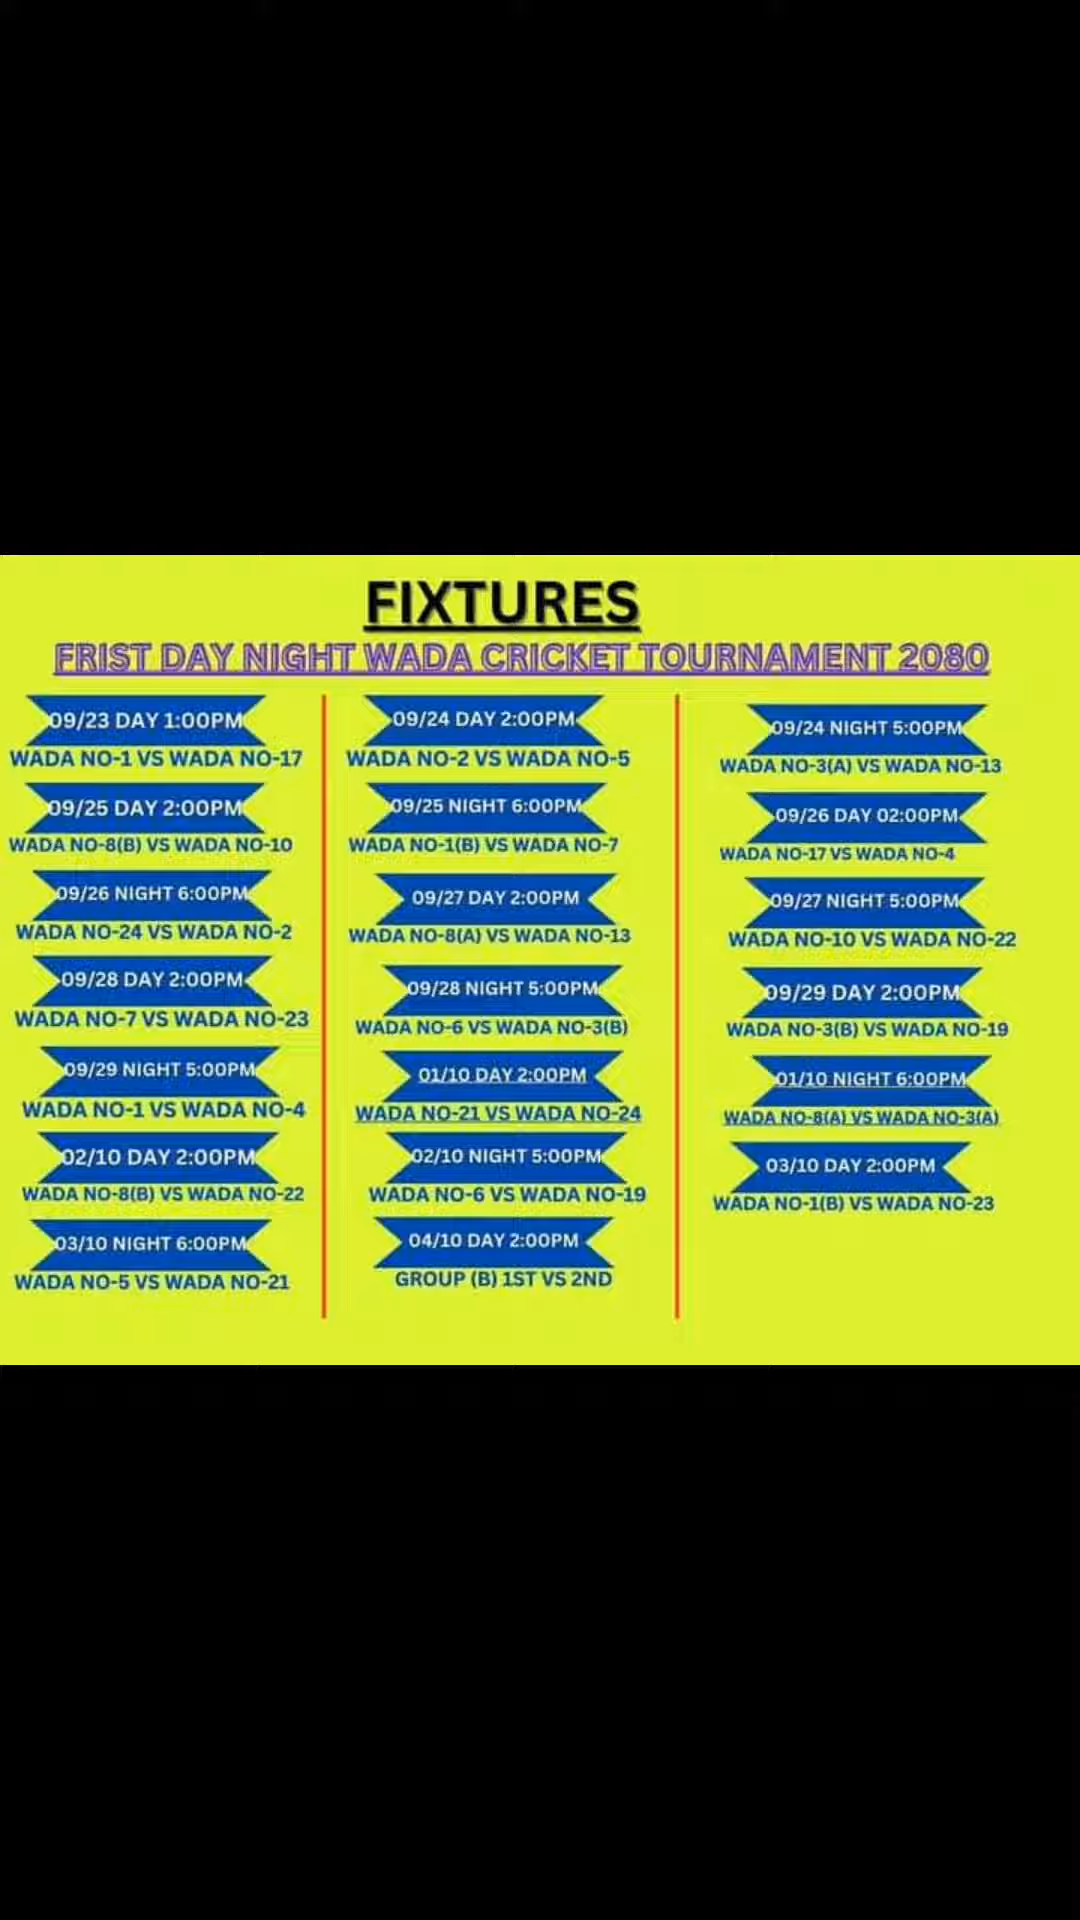 FIXTURES
FRIST DAY NIGHT WADA CRICKET TOURNAMENT 2080
09/23 DAY 1:00PM
WADA NO-1 VS WADA NO-17
09/25 DAY 2:00PM
WADA NO-8(B) VS WADA NO-10
09/26 NIGHT 6:00PM
WADA NO-24 VS WADA NO-2
09/28 DAY 2:00PM
WADA NO-7 VS WADA NO-23
09/29 NIGHT 5:00PM
WADA NO-1 VS WADA NO-4
02/10 DAY 2:00PM
WADA NO-8(B) VS WADA NO-22
03/10 NIGHT 6:00PM
WADA NO-5 VS WADA NO-21
09/24 DAY 2:00PM
WADA NO-2 VS WADA NO-5
09/25 NIGHT 6:00PM
WADA NO-1(B) VS WADA NO-7
09/27 DAY 2:00PM
WADA NO-8(A) VS WADA NO-13
09/28 NIGHT 5:00PM
WADA NO-6 VS WADA NO-3(B)
01/10 DAY 2:00PM
WADA NO-21 VS WADA NO-24
02/10 NIGHT 5:00PM
WADA NO-6 VS WADA NO-19
04/10 DAY 2:00PM
GROUP (B) 1ST VS 2ND
09/24 NIGHT 5:00PM
WADA NO-3(A) VS WADA NO-13
09/26 DAY 02:00PM
WADA NO-17 VS WADA NO-4
09/27 NIGHT 5:00PM
WADA NO-10 VS WADA NO-22
09/29 DAY 2:00PM
WADA NO-3(B) VS WADA NO-19
01/10 NIGHT 6:00PM
WADA NO-8(A) VS WADA NO-3(A)
03/10 DAY 2:00PM
WADA NO-1(B) VS WADA NO-23